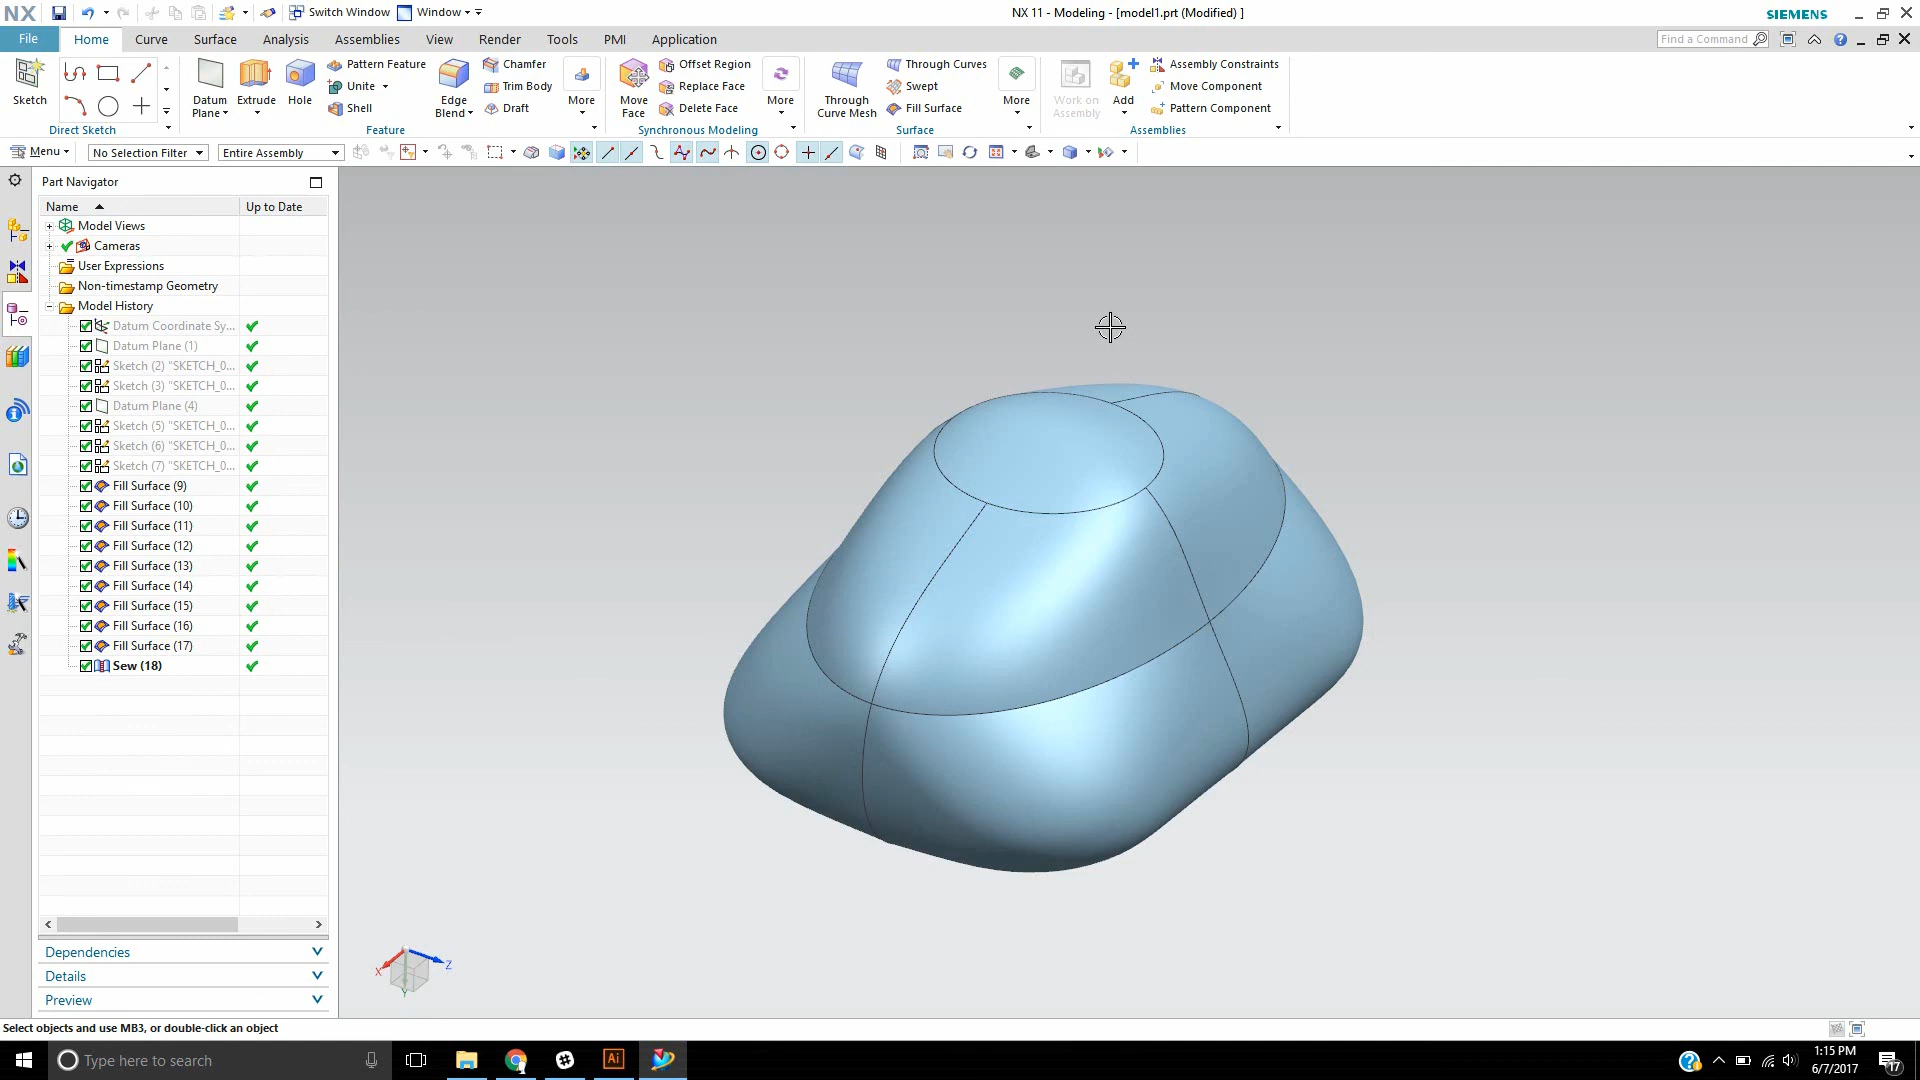 NX Switch Window Window NX 11 - Modeling - [model1.prt (Modified) ] SIEMENS
File Home Curve Surface Analysis Assemblies View Render Tools PMI Application Find a Command
Sketch
Direct Sketch
Datum Plane
Extrude
Hole
Pattern Feature
Unite
Shell
Edge Blend
Chamfer
Trim Body
Draft
More
Feature
Move Face
Offset Region
Replace Face
Delete Face
More
Synchronous Modeling
Through Curve Mesh
Through Curves
Swept
Fill Surface
More
Surface
Work on Assembly
Add
Assembly Constraints
Move Component
Pattern Component
Assemblies
Menu No Selection Filter Entire Assembly
Part Navigator
Name Up to Date
Model Views
Cameras
User Expressions
Non-timestamp Geometry
Model History
Datum Coordinate Sy...
Datum Plane (1)
Sketch (2) "SKETCH_0...
Sketch (3) "SKETCH_0...
Datum Plane (4)
Sketch (5) "SKETCH_0...
Sketch (6) "SKETCH_0...
Sketch (7) "SKETCH_0...
Fill Surface (9)
Fill Surface (10)
Fill Surface (11)
Fill Surface (12)
Fill Surface (13)
Fill Surface (14)
Fill Surface (15)
Fill Surface (16)
Fill Surface (17)
Sew (18)
X Z
Y
Dependencies
Details
Preview
Select objects and use MB3, or double-click an object
Type here to search
Ai
1:15 PM
6/7/2017
17